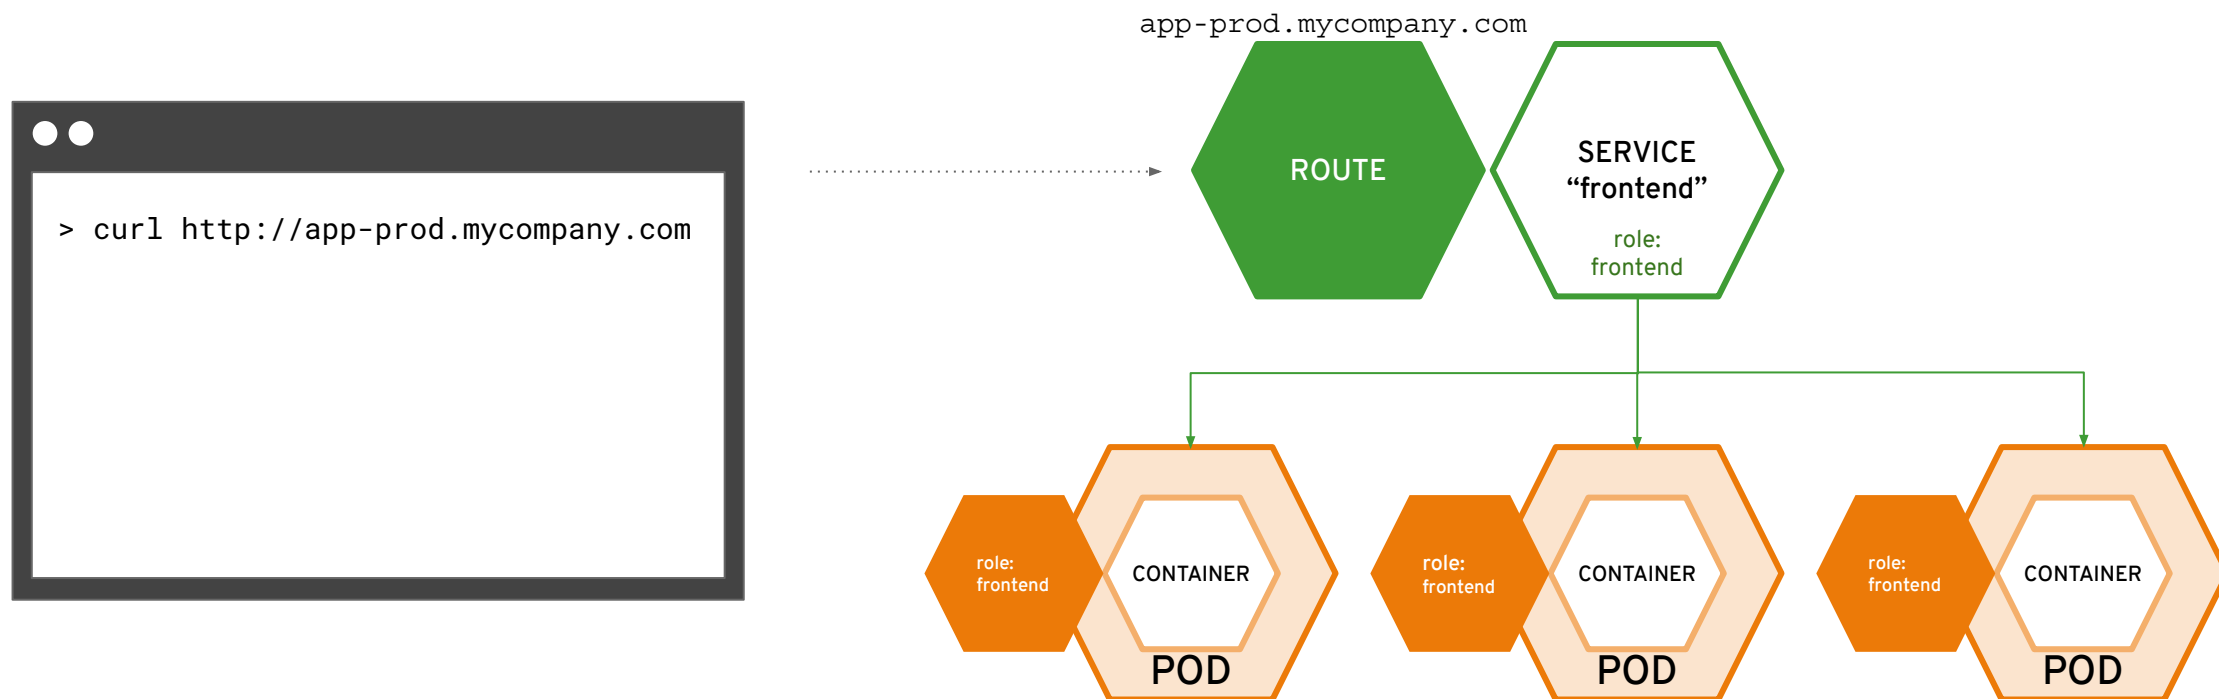 app-prod.mycompany.com
> curl http://app-prod.mycompany.com
ROUTE
SERVICE
“frontend”
role:
frontend
role:
frontend
CONTAINER
POD
role:
frontend
CONTAINER
POD
role:
frontend
CONTAINER
POD